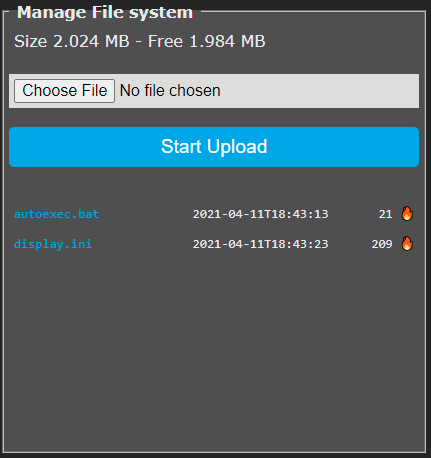 Manage File system
Size 2.024 MB - Free 1.984 MB
Choose File No file chosen
Start Upload
autoexec.bat 2021-04-11T18:43:13 21 🔥
display.ini 2021-04-11T18:43:23 209 🔥